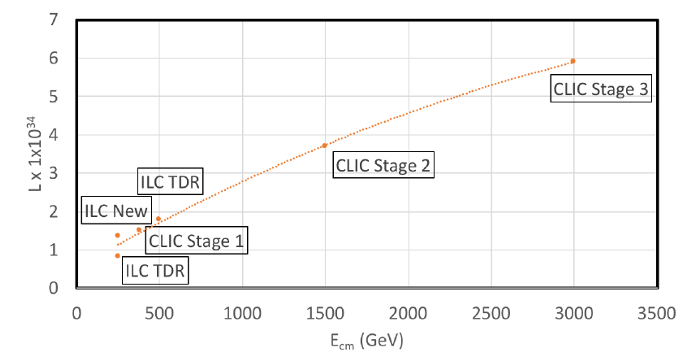 7
6
5
4
3
2
1
0
L x 1x10³⁴
CLIC Stage 3
CLIC Stage 2
ILC TDR
ILC New
CLIC Stage 1
ILC TDR
0 500 1000 1500 2000 2500 3000 3500
E_cm (GeV)